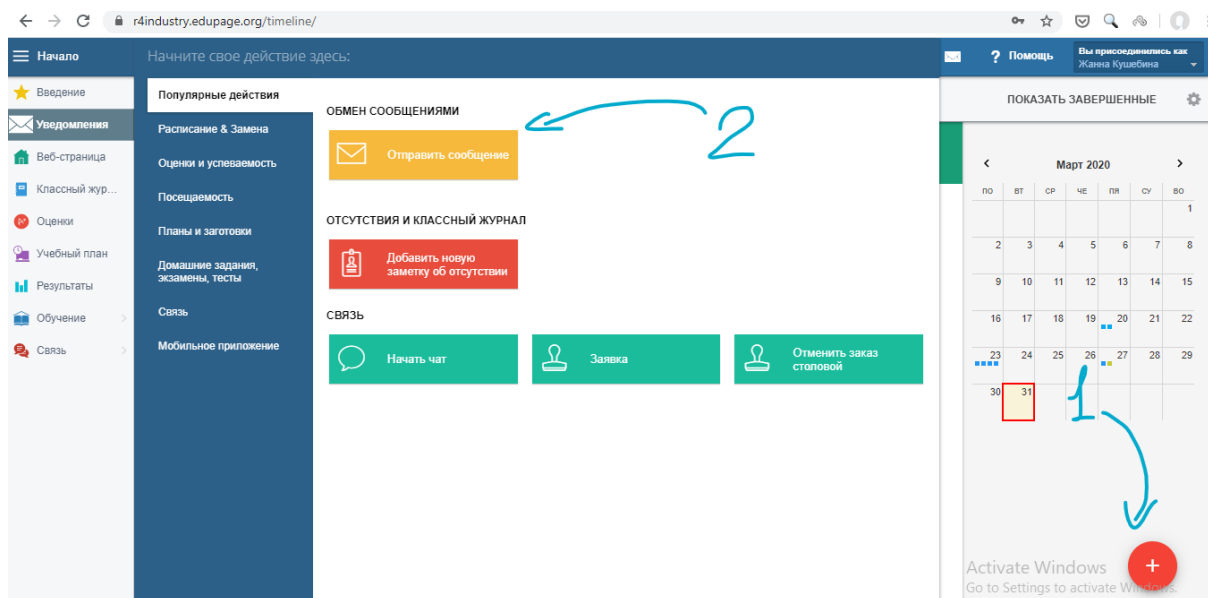 r4industry.edupage.org/timeline/
Начало
Начните свое действие здесь:
? Помощь
Вы присоединились как
Жанна Кушебина
Введение
Уведомления
Веб-страница
Классный жур...
Оценки
Учебный план
Результаты
Обучение
Связь
Популярные действия
Расписание & Замена
Оценки и успеваемость
Посещаемость
Планы и заготовки
Домашние задания,
экзамены, тесты
Связь
Мобильное приложение
ОБМЕН СООБЩЕНИЯМИ
Отправить сообщение
2
ОТСУТСТВИЯ И КЛАССНЫЙ ЖУРНАЛ
Добавить новую
заметку об отсутствии
СВЯЗЬ
Начать чат
Заявка
Отменить заказ
столовой
ПОКАЗАТЬ ЗАВЕРШЕННЫЕ
Март 2020
ПО ВТ СР ЧЕ ПЯ СУ ВО
1
2 3 4 5 6 7 8
9 10 11 12 13 14 15
16 17 18 19 20 21 22
23 24 25 26 27 28 29
30 31
1
+
Activate Windows
Go to Settings to activate Windows.